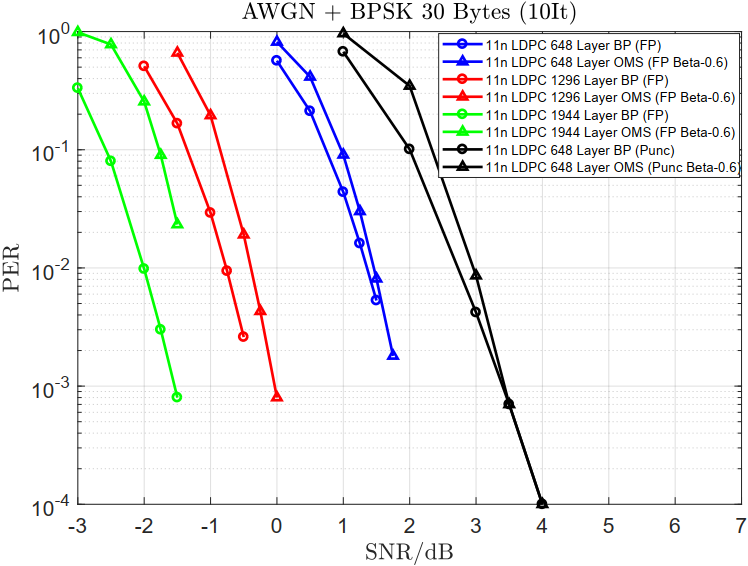 AWGN + BPSK 30 Bytes (10It)
11n LDPC 648 Layer BP (FP)
11n LDPC 648 Layer OMS (FP Beta-0.6)
11n LDPC 1296 Layer BP (FP)
11n LDPC 1296 Layer OMS (FP Beta-0.6)
11n LDPC 1944 Layer BP (FP)
11n LDPC 1944 Layer OMS (FP Beta-0.6)
11n LDPC 648 Layer BP (Punc)
11n LDPC 648 Layer OMS (Punc Beta-0.6)
10^0
10^-1
10^-2
10^-3
10^-4
PER
-3 -2 -1 0 1 2 3 4 5 6 7
SNR/dB